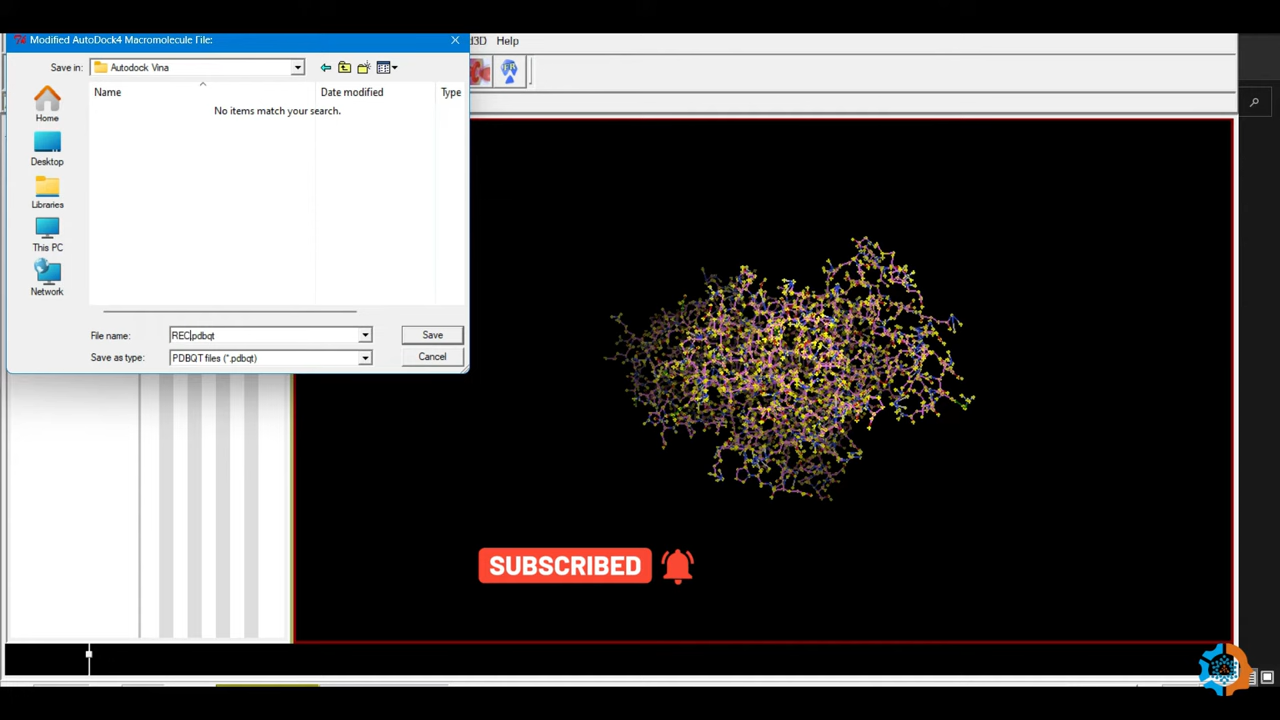 Modified AutoDock4 Macromolecule File:
d3D Help
Save in: Autodock Vina
Name Date modified Type
No items match your search.
Home
Desktop
Libraries
This PC
Network
File name: REC.pdbqt Save
Save as type: PDBQT files (*.pdbqt) Cancel
SUBSCRIBED